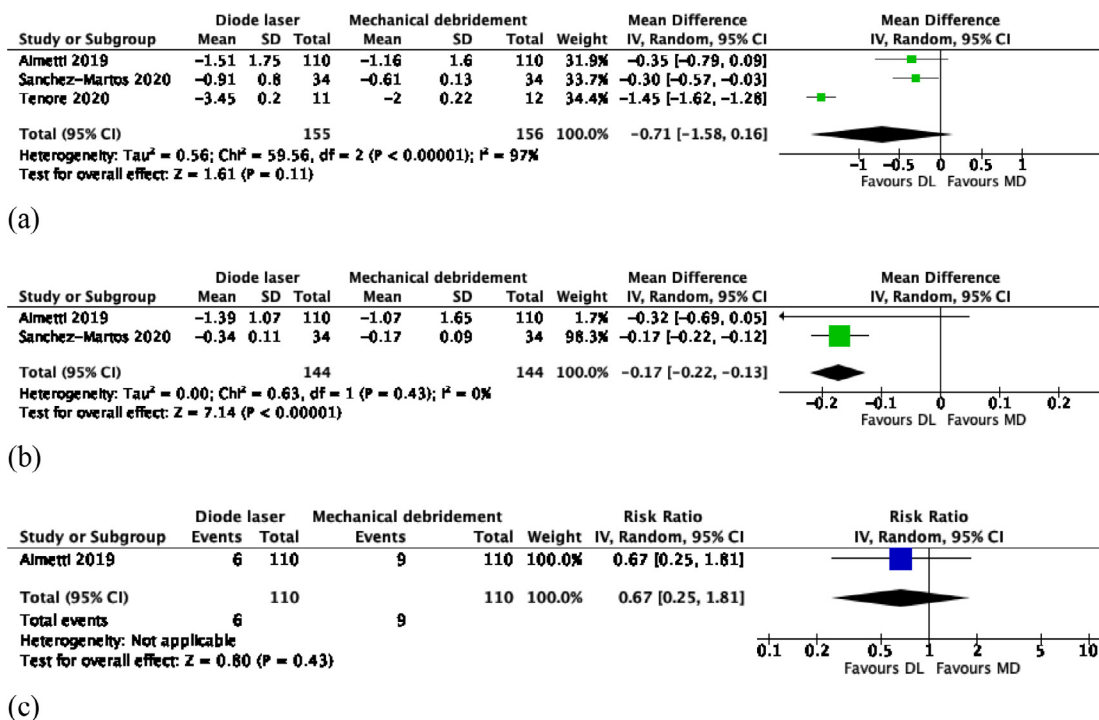 Diode laser Mechanical debridement Mean Difference Mean Difference
Study or Subgroup Mean SD Total Mean SD Total Weight IV, Random, 95% CI IV, Random, 95% CI
Aimetti 2019 −1.51 1.75 110 −1.16 1.6 110 31.9% −0.35 [−0.79, 0.09]
Sanchez-Martos 2020 −0.91 0.8 34 −0.61 0.13 34 33.7% −0.30 [−0.57, −0.03]
Tenore 2020 −3.45 0.2 11 −2 0.22 12 34.4% −1.45 [−1.62, −1.28]
Total (95% CI) 155 156 100.0% −0.71 [−1.58, 0.16]
Heterogeneity: Tau² = 0.56; Chi² = 59.56, df = 2 (P < 0.00001); I² = 97%
Test for overall effect: Z = 1.61 (P = 0.11)
−1 −0.5 0 0.5 1
Favours DL Favours MD
(a)
Diode laser Mechanical debridement Mean Difference Mean Difference
Study or Subgroup Mean SD Total Mean SD Total Weight IV, Random, 95% CI IV, Random, 95% CI
Aimetti 2019 −1.39 1.07 110 −1.07 1.65 110 1.7% −0.32 [−0.69, 0.05]
Sanchez-Martos 2020 −0.34 0.11 34 −0.17 0.09 34 98.3% −0.17 [−0.22, −0.12]
Total (95% CI) 144 144 100.0% −0.17 [−0.22, −0.13]
Heterogeneity: Tau² = 0.00; Chi² = 0.63, df = 1 (P = 0.43); I² = 0%
Test for overall effect: Z = 7.14 (P < 0.00001)
−0.2 −0.1 0 0.1 0.2
Favours DL Favours MD
(b)
Diode laser Mechanical debridement Risk Ratio Risk Ratio
Study or Subgroup Events Total Events Total Weight IV, Random, 95% CI IV, Random, 95% CI
Aimetti 2019 6 110 9 110 100.0% 0.67 [0.25, 1.81]
Total (95% CI) 110 110 100.0% 0.67 [0.25, 1.81]
Total events 6 9
Heterogeneity: Not applicable
Test for overall effect: Z = 0.80 (P = 0.43)
0.1 0.2 0.5 1 2 5 10
Favours DL Favours MD
(c)